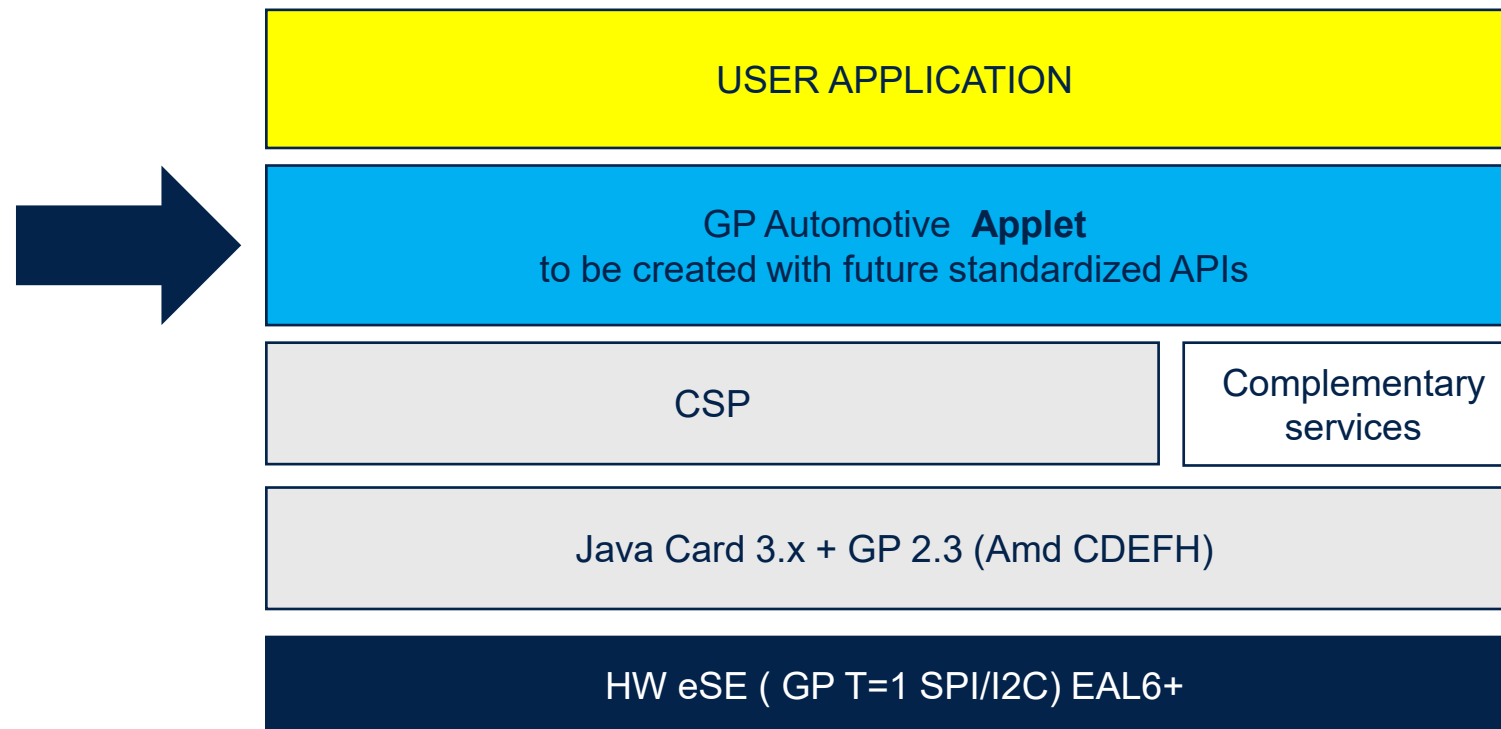 USER APPLICATION
GP Automotive Applet
to be created with future standardized APIs
CSP
Complementary
services
Java Card 3.x + GP 2.3 (Amd CDEFH)
HW eSE ( GP T=1 SPI/I2C) EAL6+